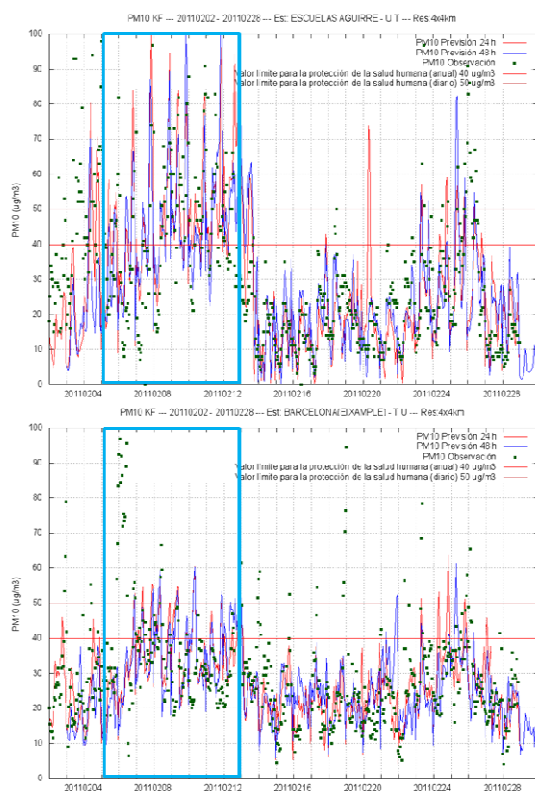 PM10 KF --- 20110202 - 20110228 --- Est: ESCUELAS AGUIRRE - U T --- Res:4x4km
PM10 Previsión 24 h
PM10 Previsión 48 h
PM10 Observación
Valor límite para la protección de la salud humana (anual) 40 ug/m3
Valor límite para la protección de la salud humana (diario) 50 ug/m3
100
90
80
70
60
50
40
30
20
10
0
PM10 (µg/m3)
20110204 20110208 20110212 20110216 20110220 20110224 20110228
PM10 KF --- 20110202 - 20110228 --- Est: BARCELONA(EIXAMPLE) - T U --- Res:4x4km
PM10 Previsión 24 h
PM10 Previsión 48 h
PM10 Observación
Valor límite para la protección de la salud humana (anual) 40 ug/m3
Valor límite para la protección de la salud humana (diario) 50 ug/m3
100
90
80
70
60
50
40
30
20
10
0
PM10 (µg/m3)
20110204 20110208 20110212 20110216 20110220 20110224 20110228